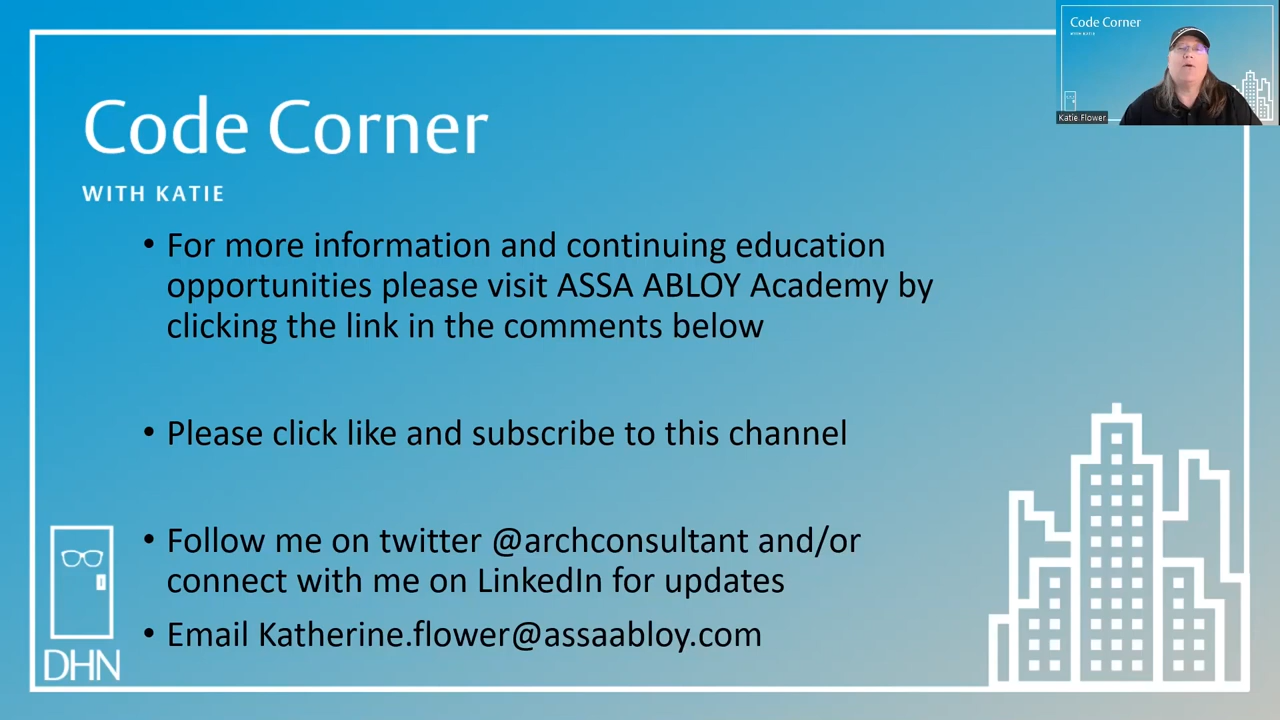 Code Corner
WITH KATIE
• For more information and continuing education
opportunities please visit ASSA ABLOY Academy by
clicking the link in the comments below
• Please click like and subscribe to this channel
• Follow me on twitter @archconsultant and/or
connect with me on LinkedIn for updates
• Email Katherine.flower@assaabloy.com
DHN
Code Corner
WITH KATIE
Katie Flower